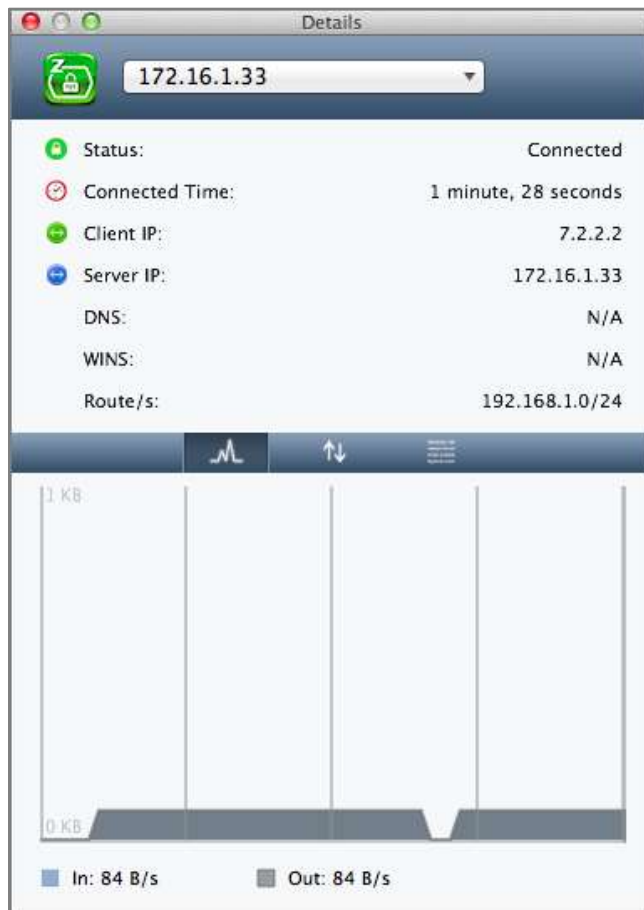 Details
172.16.1.33
Status: Connected
Connected Time: 1 minute, 28 seconds
Client IP: 7.2.2.2
Server IP: 172.16.1.33
DNS: N/A
WINS: N/A
Route/s: 192.168.1.0/24
1 KB
0 KB
In: 84 B/s Out: 84 B/s